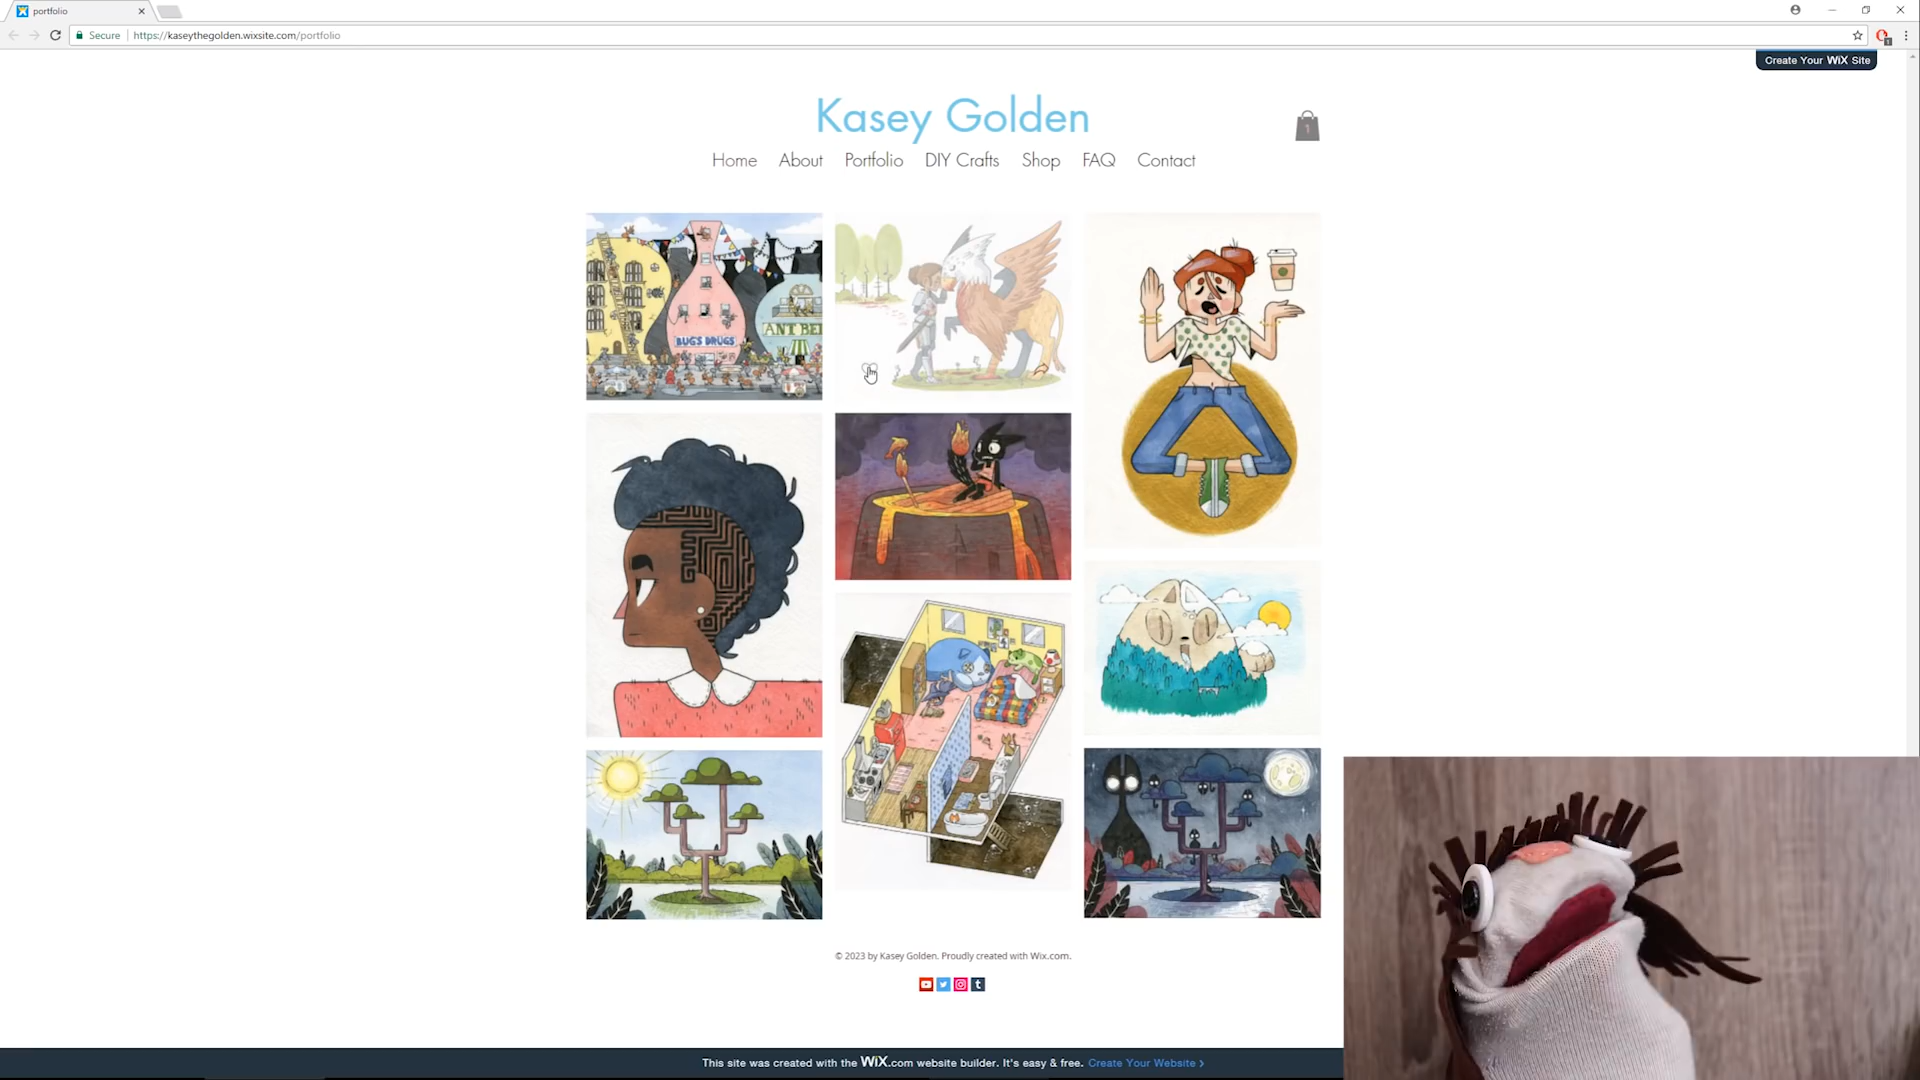 portfolio
Secure https://kaseythegolden.wixsite.com/portfolio
Create Your WiX Site
Kasey Golden
1
Home About Portfolio DIY Crafts Shop FAQ Contact
BUG'S DRUGS
ANT BE
© 2023 by Kasey Golden. Proudly created with Wix.com.
This site was created with the WiX.com website builder. It's easy & free. Create Your Website >